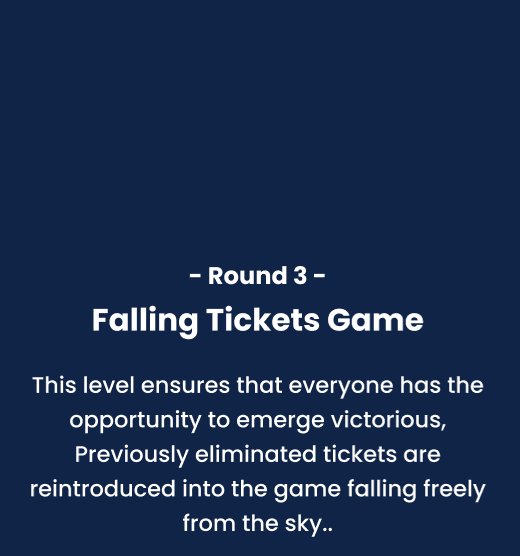 - Round 3 -
Falling Tickets Game
This level ensures that everyone has the
opportunity to emerge victorious,
Previously eliminated tickets are
reintroduced into the game falling freely
from the sky..